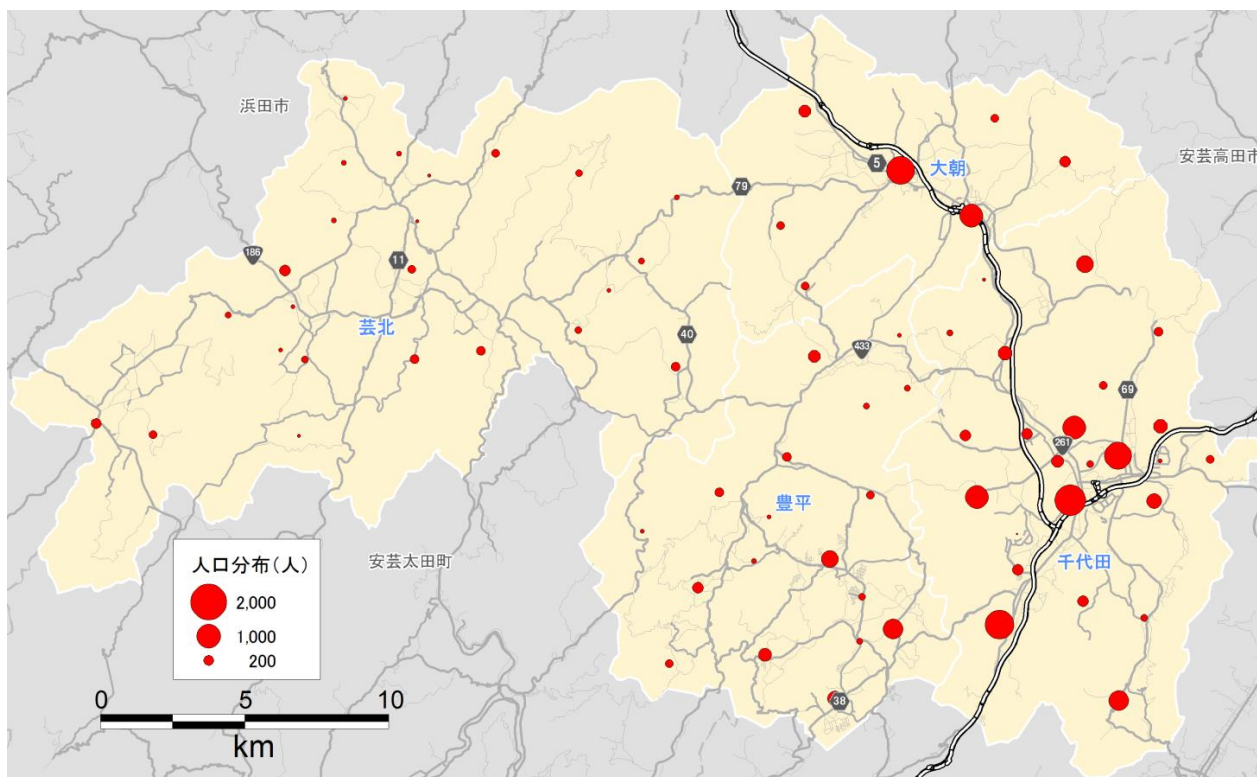 浜田市
安芸高田市
5
大朝
79
186
11
芸北
40
433
69
261
豊平
安芸太田町
千代田
38
人口分布(人)
2,000
1,000
200
0 5 10
km